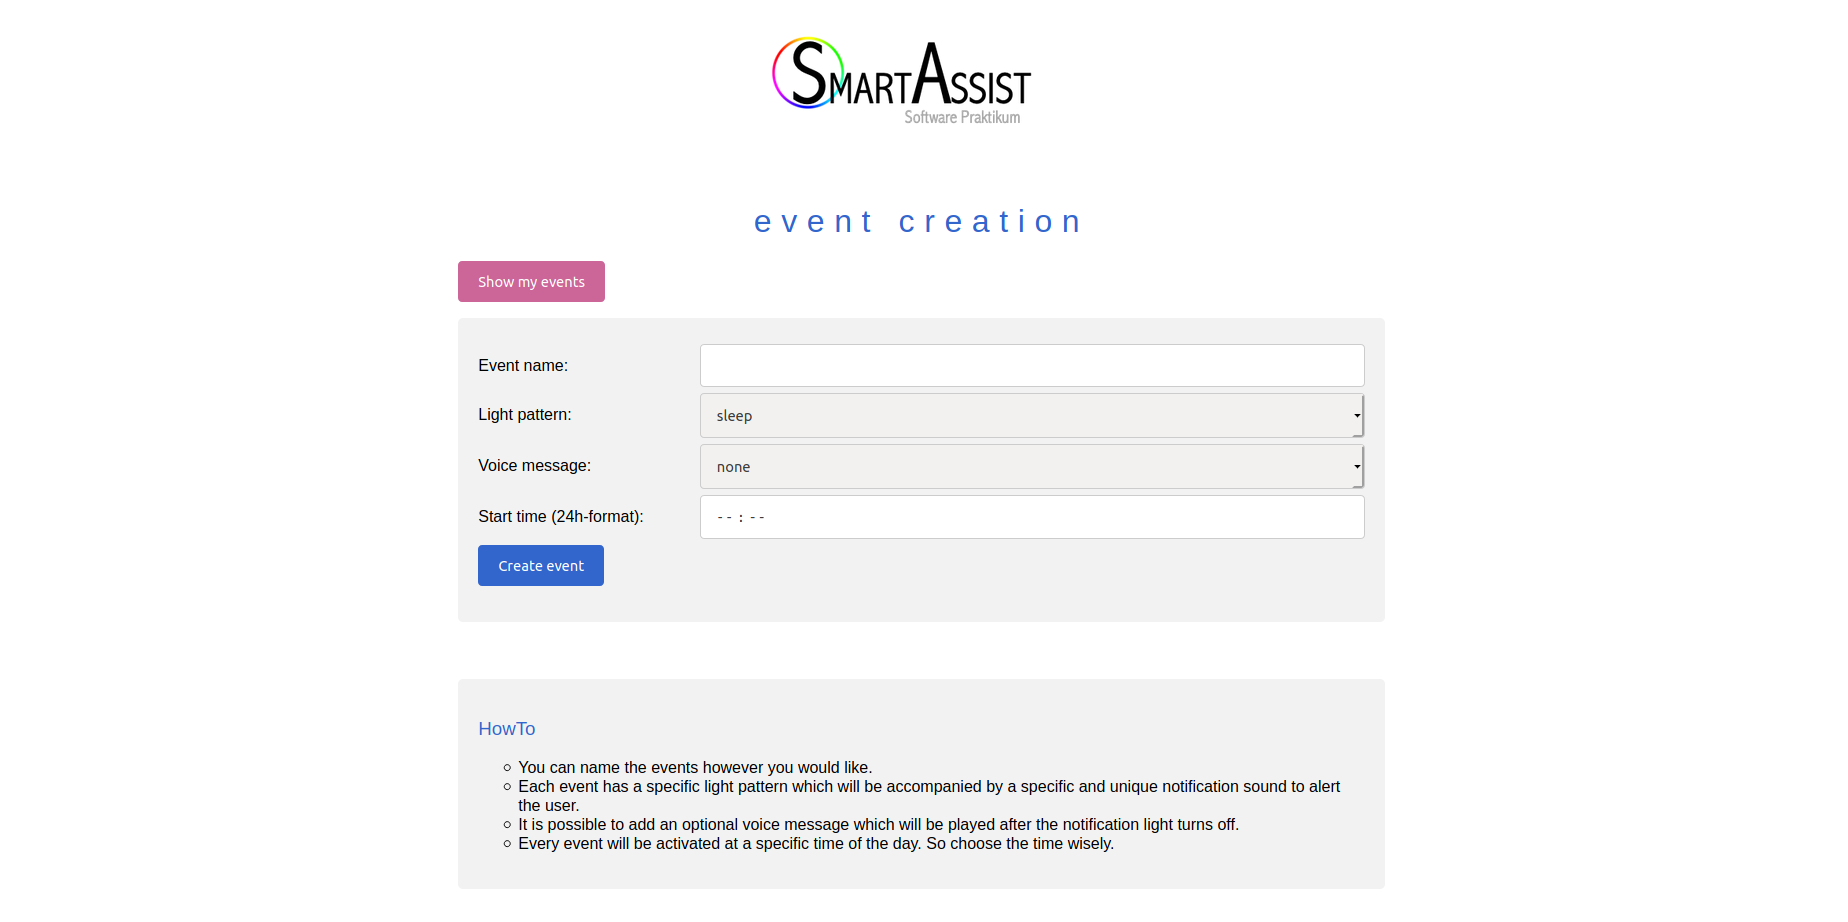 SMARTASSIST
Software Praktikum
event creation
Show my events
Event name:
Light pattern:
sleep
Voice message:
none
Start time (24h-format):
-- : --
Create event
HowTo
You can name the events however you would like.
Each event has a specific light pattern which will be accompanied by a specific and unique notification sound to alert
the user.
It is possible to add an optional voice message which will be played after the notification light turns off.
Every event will be activated at a specific time of the day. So choose the time wisely.